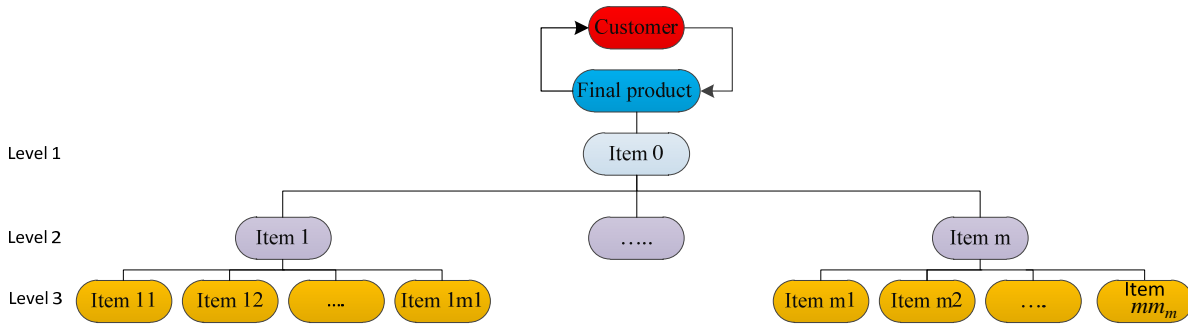 Customer
Final product
Level 1
Item 0
Level 2
Item 1
.....
Item m
Level 3
Item 11
Item 12
....
Item 1m1
Item m1
Item m2
....
Item
mmₘ